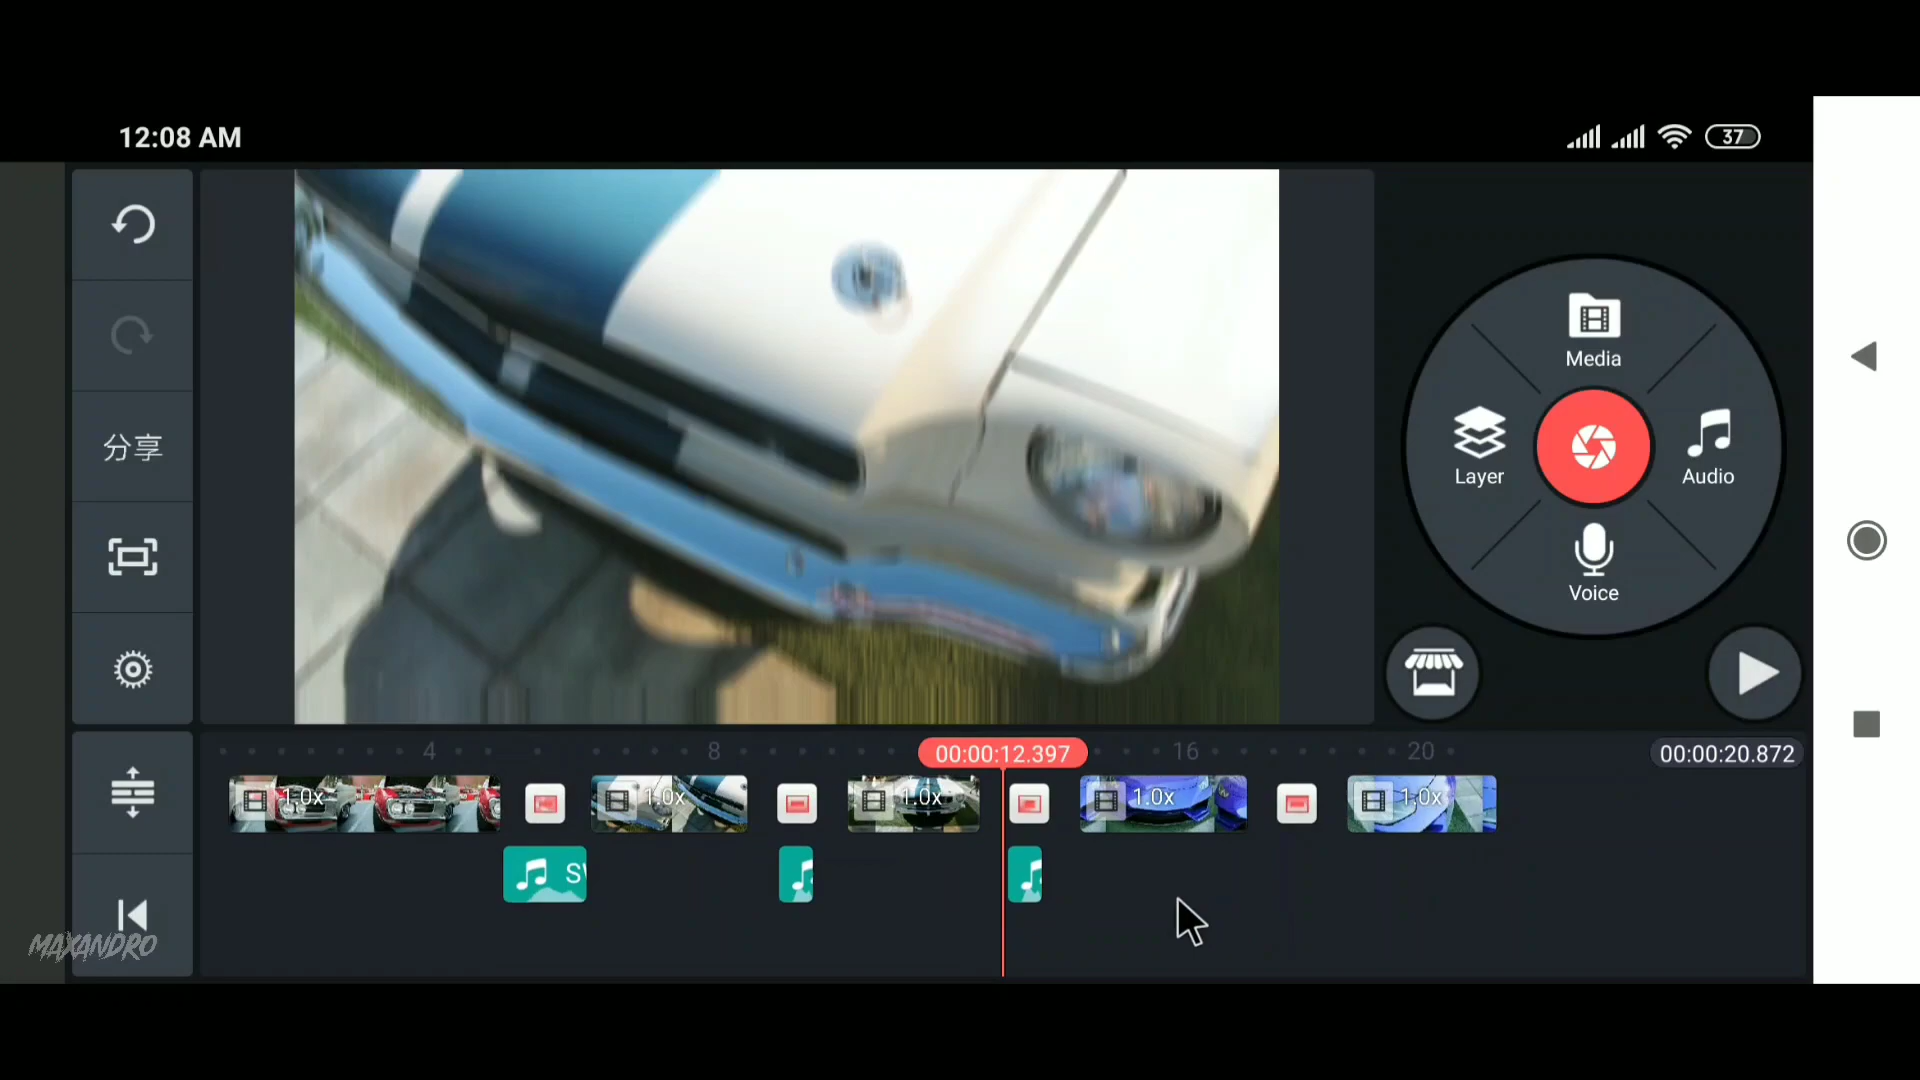 12:08 AM
37
分享
Media
Layer
Audio
Voice
4
8
00:00:12.397
16
20
00:00:20.872
1.0x
1.0x
1.0x
1.0x
1.0x
MAXANDRO